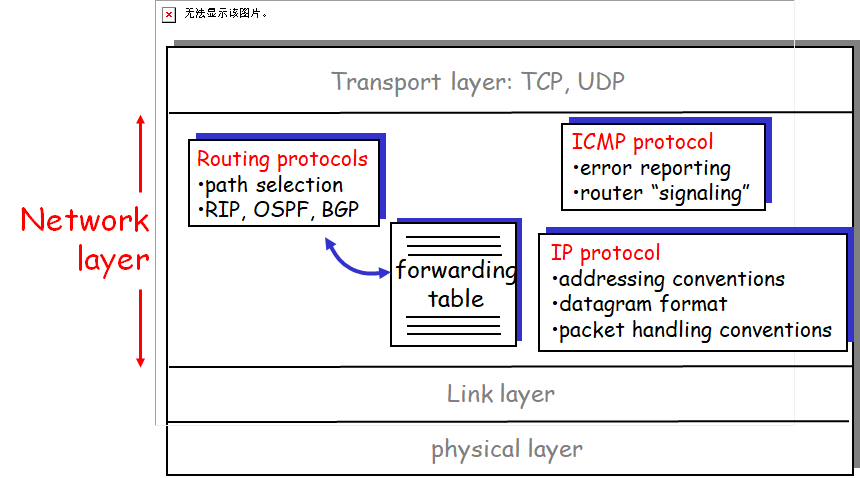 无法显示该图片。
Transport layer: TCP, UDP
Routing protocols
•path selection
•RIP, OSPF, BGP
ICMP protocol
•error reporting
•router “signaling”
Network
layer
forwarding
table
IP protocol
•addressing conventions
•datagram format
•packet handling conventions
Link layer
physical layer